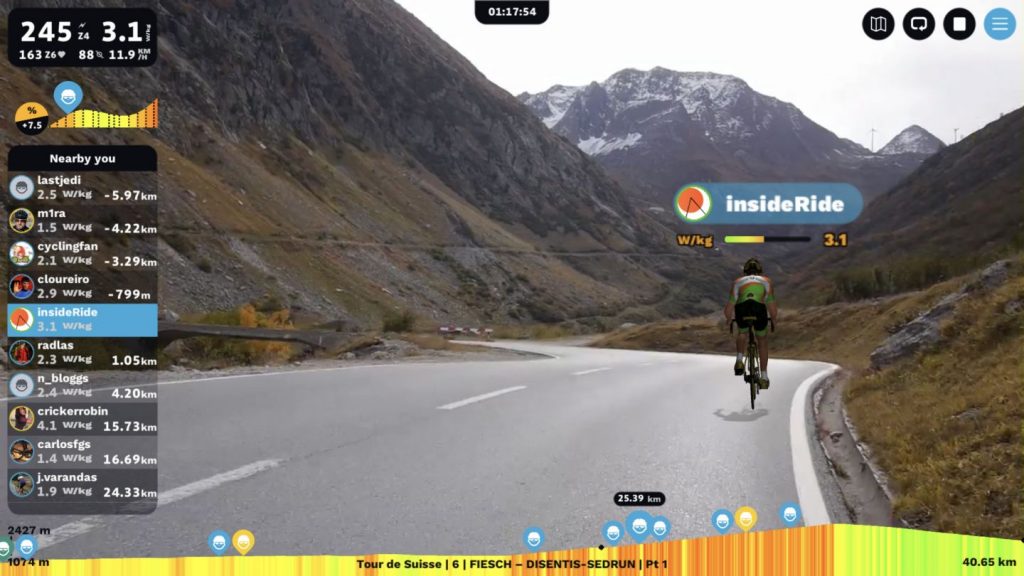 245 Z4 3.1 W/kg
163 Z6 88 11.9 KM/H
01:17:54
%
+7.5
Nearby you
lastjedi
2.5 W/kg -5.97km
m1ra
1.5 W/kg -4.22km
cyclingfan
2.1 W/kg -3.29km
cloureiro
2.9 W/kg -799m
insideRide
3.1 W/kg
radlas
2.3 W/kg 1.05km
n_bloggs
2.4 W/kg 4.20km
crickerrobin
4.1 W/kg 15.73km
carlosfgs
1.4 W/kg 16.69km
j.varandas
1.9 W/kg 24.33km
insideRide
W/kg 3.1
25.39 km
2427 m
1074 m
Tour de Suisse | 6 | FIESCH – DISENTIS-SEDRUN | Pt 1
40.65 km